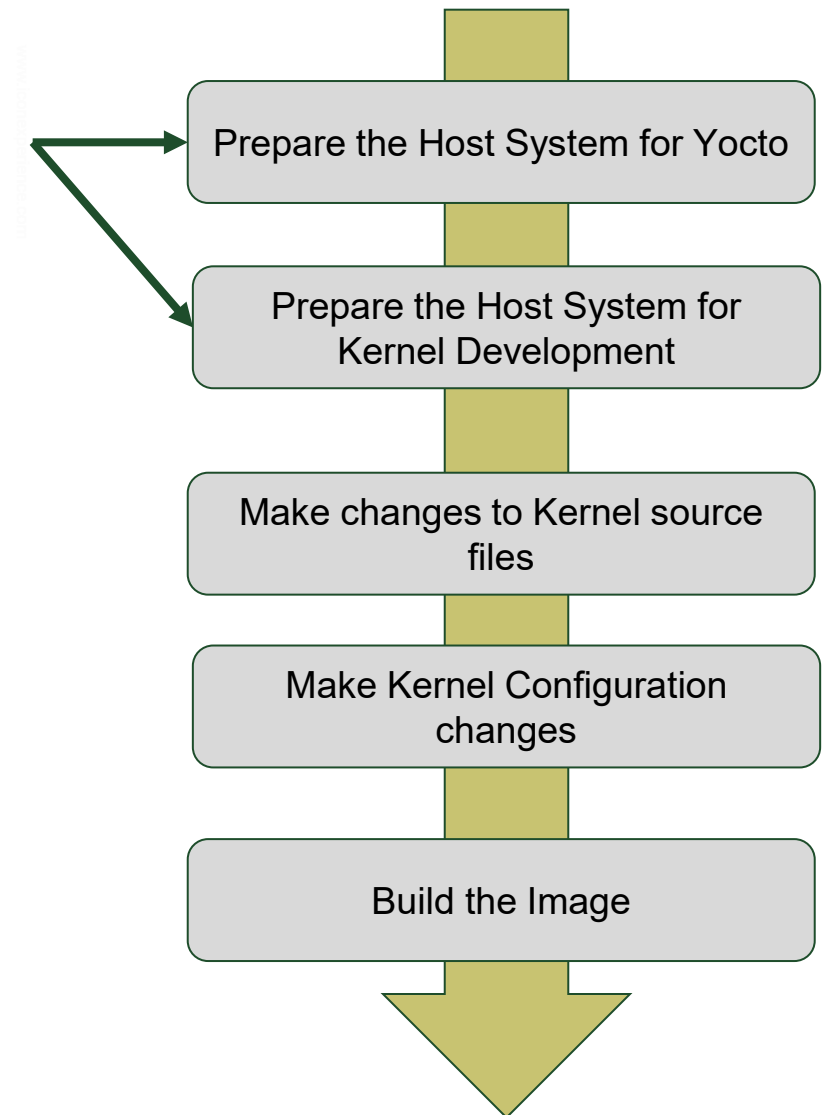 Prepare the Host System for Yocto
Prepare the Host System for
Kernel Development
Make changes to Kernel source
files
Make Kernel Configuration
changes
Build the Image